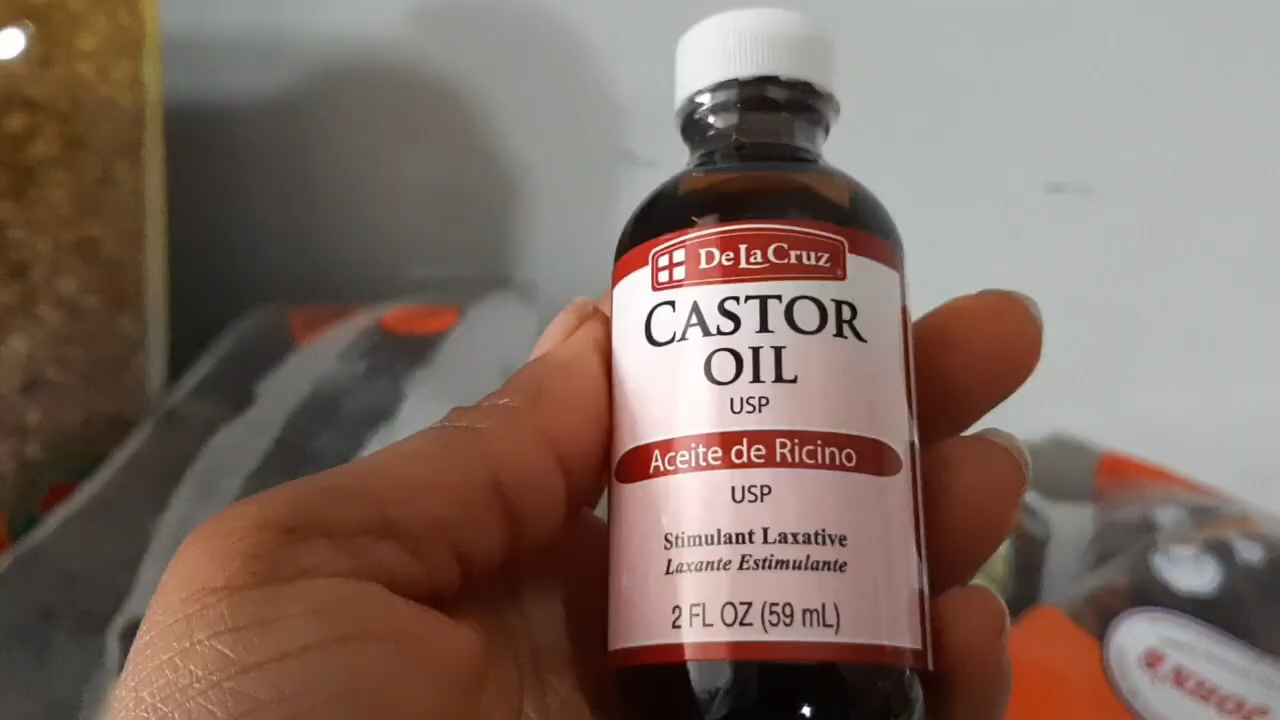 De La Cruz
CASTOR
OIL
USP
Aceite de Ricino
USP
Stimulant Laxative
Laxante Estimulante
2 FL OZ (59 mL)